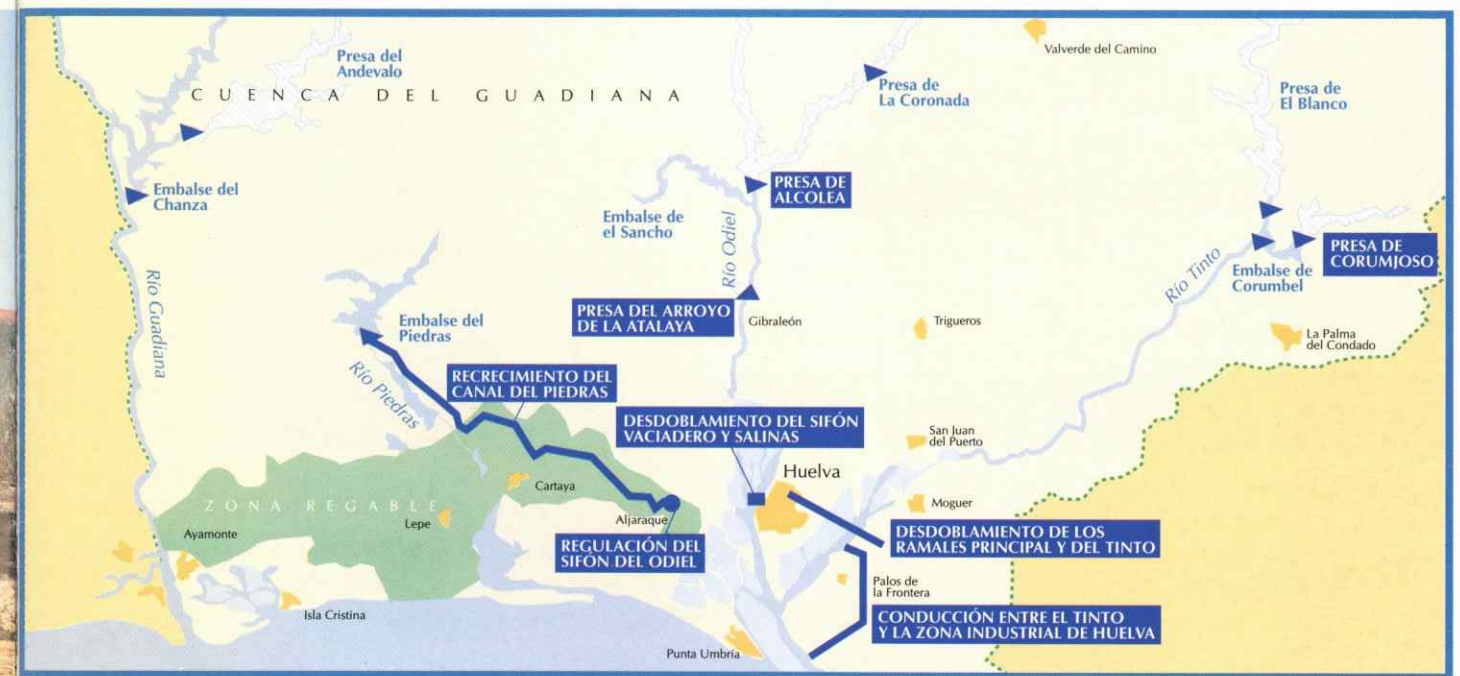 Valverde del Camino
Presa del
Andevalo
CUENCA DEL GUADIANA
Presa de
La Coronada
Presa de
El Blanco
Embalse del
Chanza
PRESA DE
ALCOLEA
Embalse de
el Sancho
Río Odiel
PRESA DE
CORUMJOSO
Río Tinto
Embalse de
Corumbel
Río Guadiana
PRESA DEL ARROYO
DE LA ATALAYA
Gibraleón
Trigueros
Embalse del
Piedras
La Palma
del Condado
Río Piedras
RECRECIMIENTO DEL
CANAL DEL PIEDRAS
DESDOBLAMIENTO DEL SIFÓN
VACIADERO Y SALINAS
San Juan
del Puerto
Huelva
Cartaya
ZONA REGABLE
Lepe
Moguer
Aljaraque
Ayamonte
REGULACIÓN DEL
SIFÓN DEL ODIEL
DESDOBLAMIENTO DE LOS
RAMALES PRINCIPAL Y DEL TINTO
Palos de
la Frontera
Isla Cristina
CONDUCCIÓN ENTRE EL TINTO
Y LA ZONA INDUSTRIAL DE HUELVA
Punta Umbría